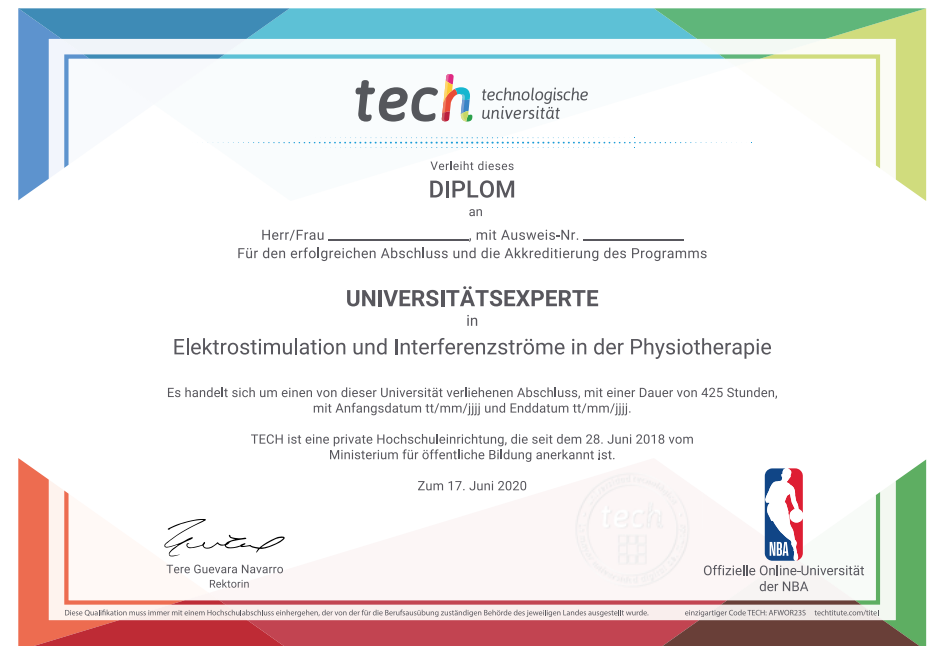 tech technologische
universität
Verleiht dieses
DIPLOM
an
Herr/Frau ________________, mit Ausweis-Nr. ____________
Für den erfolgreichen Abschluss und die Akkreditierung des Programms
UNIVERSITÄTSEXPERTE
in
Elektrostimulation und Interferenzströme in der Physiotherapie
Es handelt sich um einen von dieser Universität verliehenen Abschluss, mit einer Dauer von 425 Stunden,
mit Anfangsdatum tt/mm/jjjj und Enddatum tt/mm/jjjj.
TECH ist eine private Hochschuleinrichtung, die seit dem 28. Juni 2018 vom
Ministerium für öffentliche Bildung anerkannt ist.
Zum 17. Juni 2020
tech
Tere Guevara Navarro
Rektorin
NBA
Offizielle Online-Universität
der NBA
Diese Qualifikation muss immer mit einem Hochschulabschluss einhergehen, der von der für die Berufsausübung zuständigen Behörde des jeweiligen Landes ausgestellt wurde.
einzigartiger Code TECH: AFWOR235 techtitute.com/titel